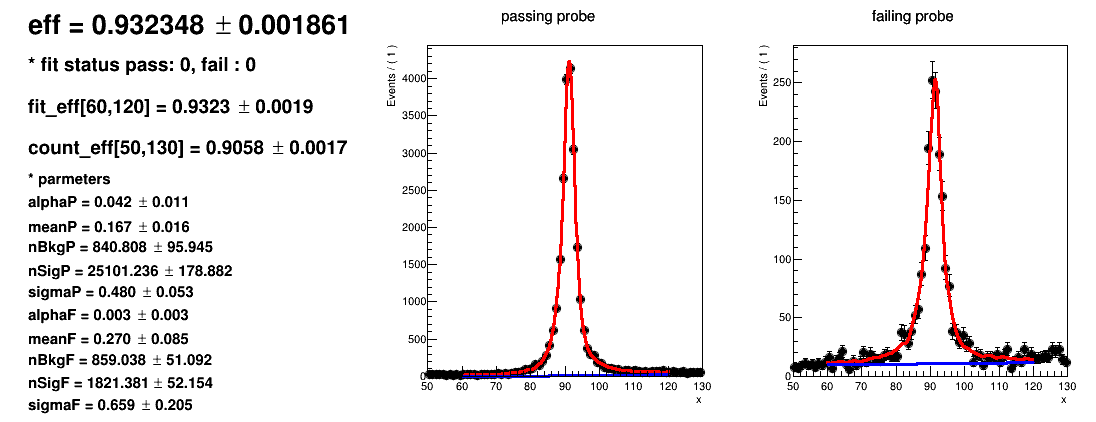 eff = 0.932348 ± 0.001861
* fit status pass: 0, fail : 0
fit_eff[60,120] = 0.9323 ± 0.0019
count_eff[50,130] = 0.9058 ± 0.0017
* parmeters
alphaP = 0.042 ± 0.011
meanP = 0.167 ± 0.016
nBkgP = 840.808 ± 95.945
nSigP = 25101.236 ± 178.882
sigmaP = 0.480 ± 0.053
alphaF = 0.003 ± 0.003
meanF = 0.270 ± 0.085
nBkgF = 859.038 ± 51.092
nSigF = 1821.381 ± 52.154
sigmaF = 0.659 ± 0.205
passing probe
Events / ( 1 )
4000
3500
3000
2500
2000
1500
1000
500
0
50 60 70 80 90 100 110 120 130
x
failing probe
Events / ( 1 )
250
200
150
100
50
0
50 60 70 80 90 100 110 120 130
x